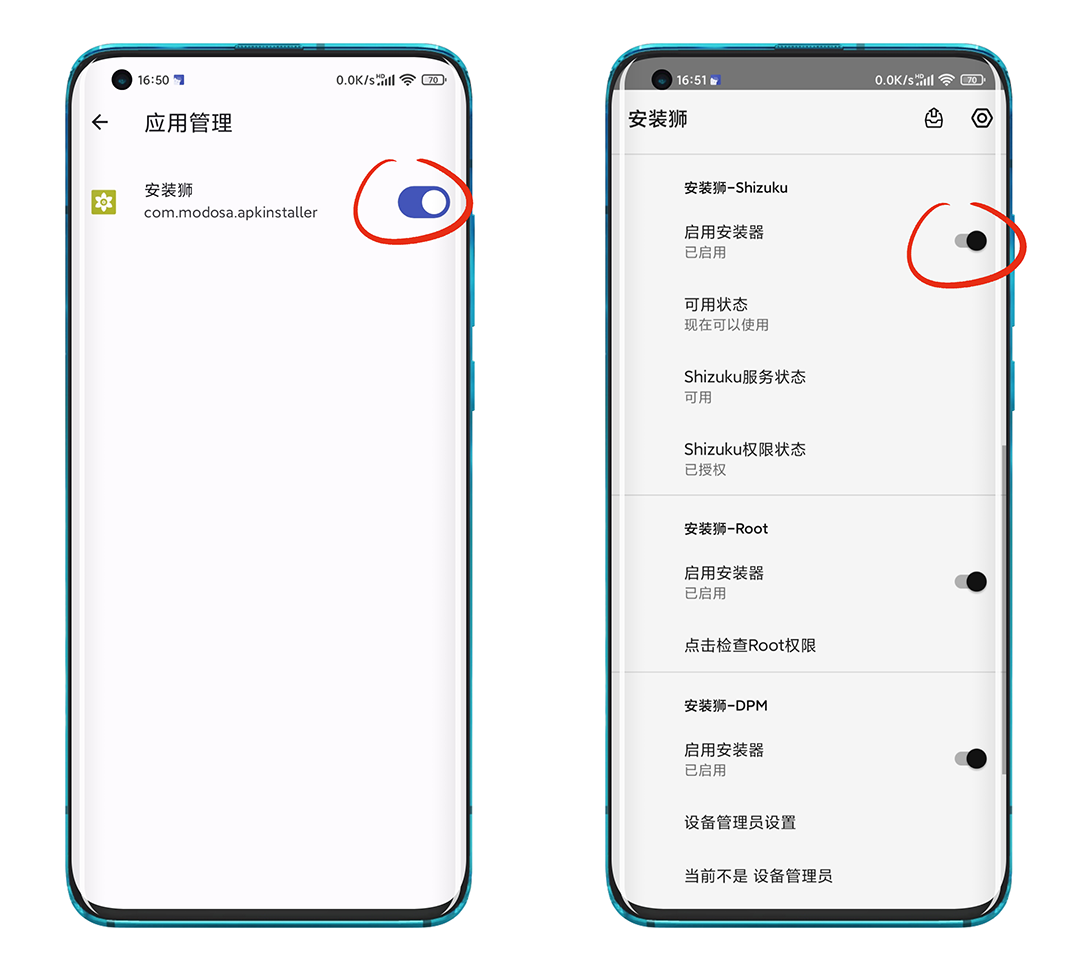 16:50
0.0K/s HD 70
应用管理
安装狮
com.modosa.apkinstaller
16:51
0.0K/s HD 70
安装狮
安装狮-Shizuku
启用安装器
已启用
可用状态
现在可以使用
Shizuku服务状态
可用
Shizuku权限状态
已授权
安装狮-Root
启用安装器
已启用
点击检查Root权限
安装狮-DPM
启用安装器
已启用
设备管理员设置
当前不是 设备管理员